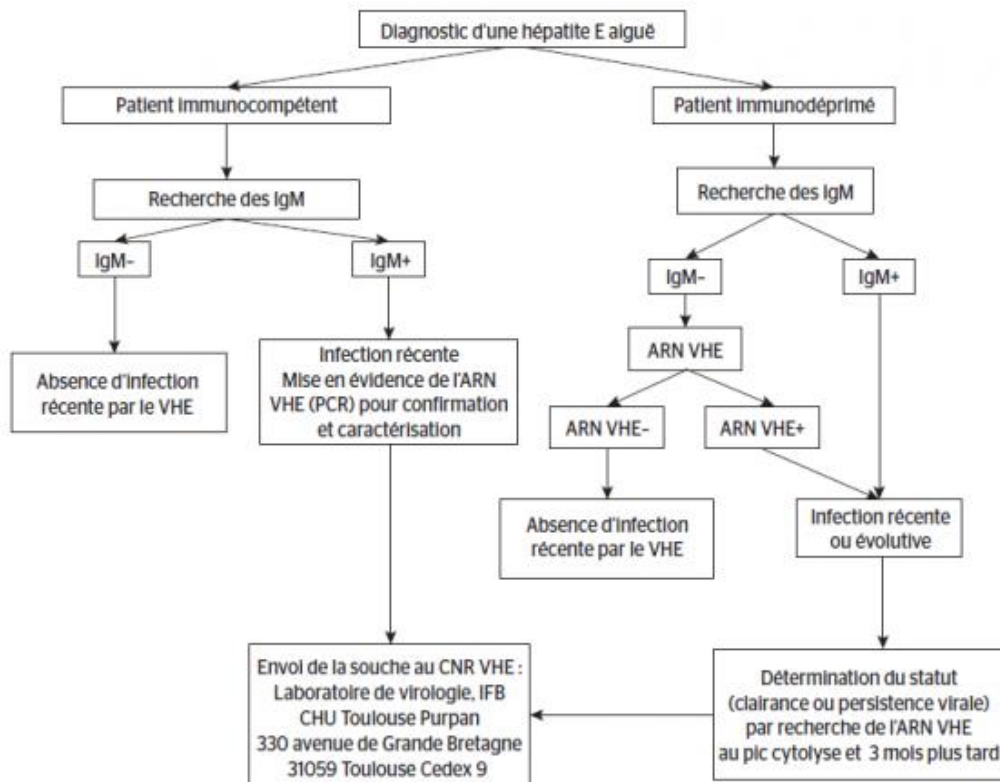 Diagnostic d'une hépatite E aiguë
Patient immunocompétent
Patient immunodéprimé
Recherche des IgM
Recherche des IgM
IgM-
IgM+
IgM-
IgM+
Absence d'infection
récente par le VHE
Infection récente
Mise en évidence de l'ARN
VHE (PCR) pour confirmation
et caractérisation
ARN VHE
ARN VHE-
ARN VHE+
Absence d'infection
récente par le VHE
Infection récente
ou évolutive
Envoi de la souche au CNR VHE :
Laboratoire de virologie, IFB
CHU Toulouse Purpan
330 avenue de Grande Bretagne
31059 Toulouse Cedex 9
Détermination du statut
(clairance ou persistence virale)
par recherche de l'ARN VHE
au pic cytolyse et 3 mois plus tard